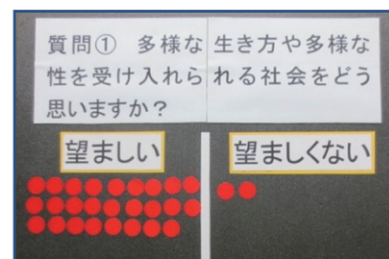 質問① 多様な生き方や多様な
性を受け入れられる社会をどう
思いますか？
望ましい
望ましくない